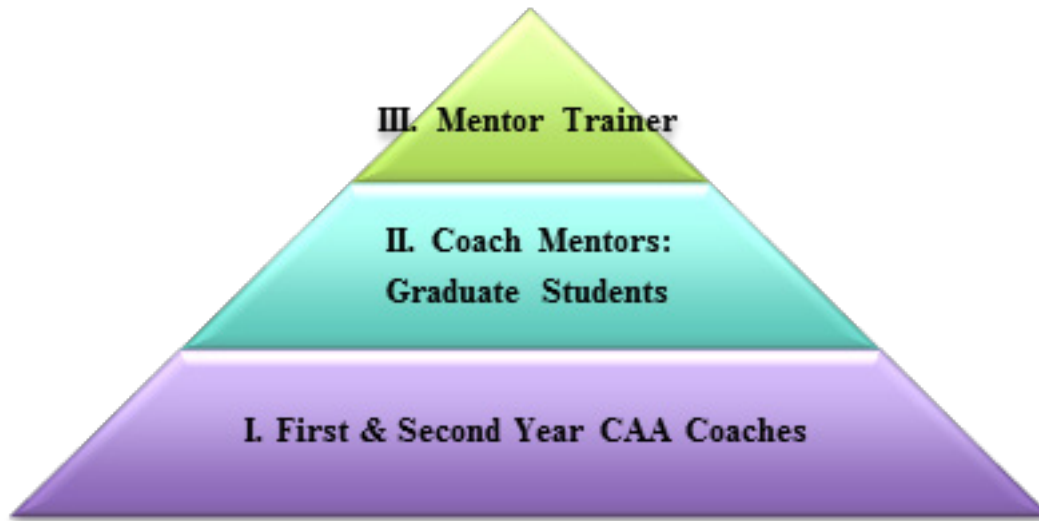 III. Mentor Trainer
II. Coach Mentors:
Graduate Students
I. First & Second Year CAA Coaches